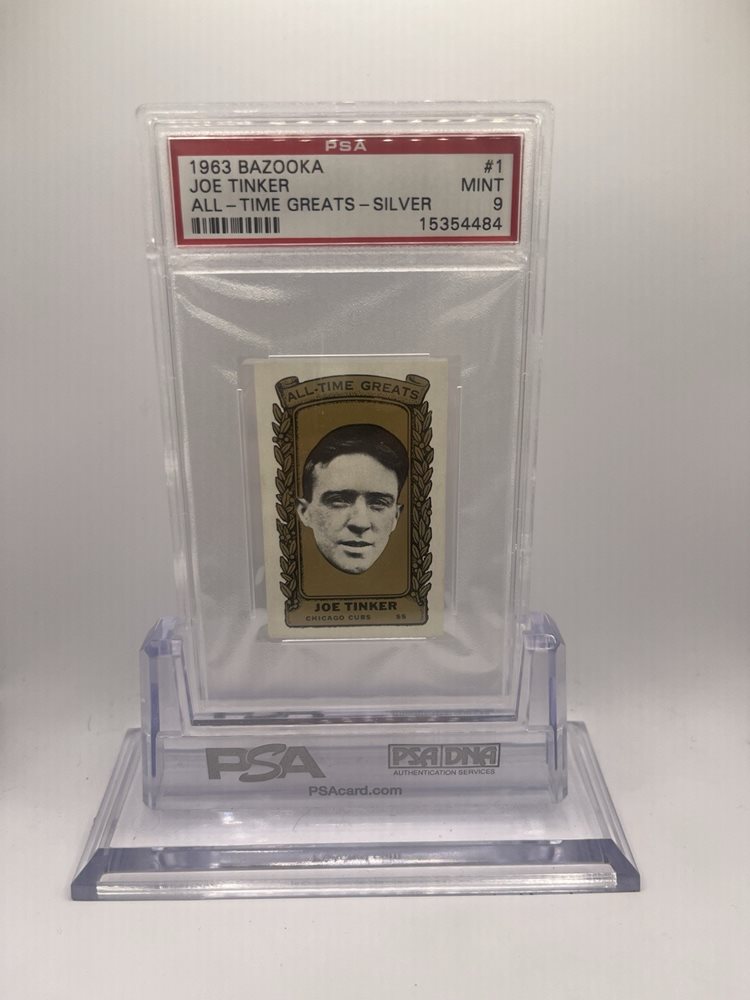 PSA
1963 BAZOOKA #1
JOE TINKER MINT
ALL-TIME GREATS-SILVER 9
15354484
ALL-TIME GREATS
JOE TINKER
CHICAGO CUBS SS
PSA PSA DNA
AUTHENTICATION SERVICES
PSAcard.com